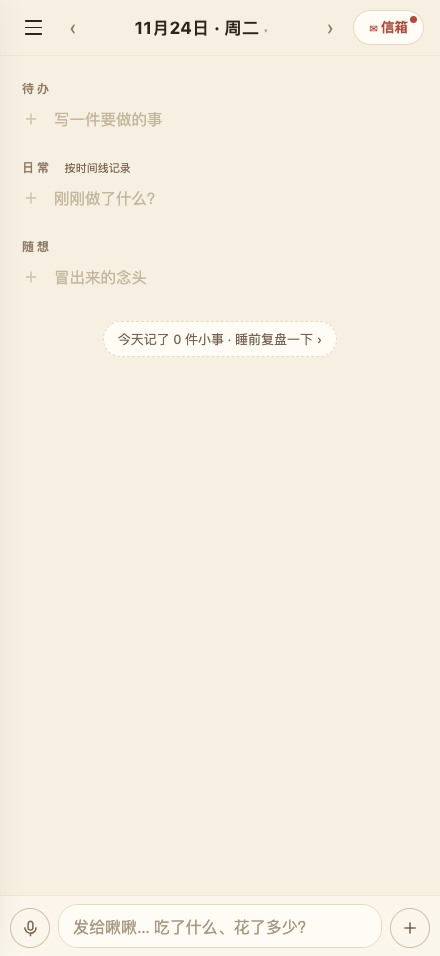 11月24日 · 周二
信箱
待办
写一件要做的事
日常 按时间线记录
刚刚做了什么?
随想
冒出来的念头
今天记了 0 件小事 · 睡前复盘一下 ›
发给啾啾... 吃了什么、花了多少?